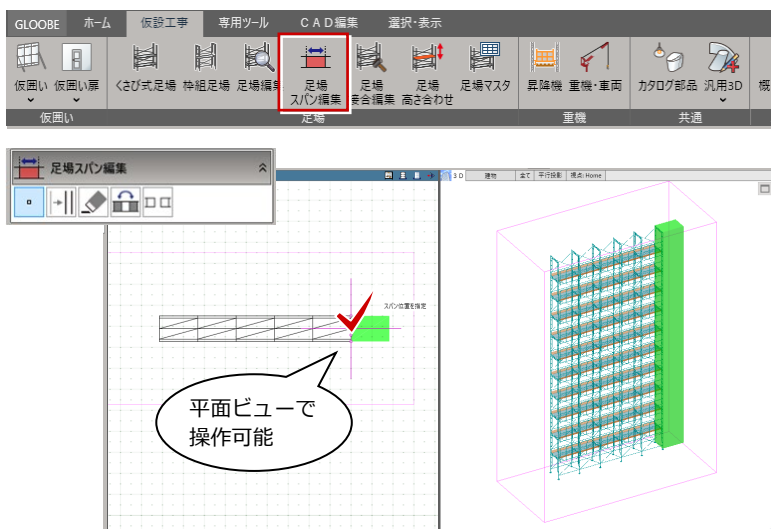 GLOOBE ホーム 仮設工事 専用ツール CAD編集 選択·表示
仮囲い 仮囲い扉 くさび式足場 枠組足場 足場編集 足場 足場 足場 足場マスタ 昇降機 重機·車両 カタログ部品 汎用3D 概
スパン編集 接合編集 高さ合わせ
仮囲い 足場 重機 共通
足場スパン編集
3D 建物 全て 平行投影 視点:Home
スパン位置を指定
平面ビューで
操作可能